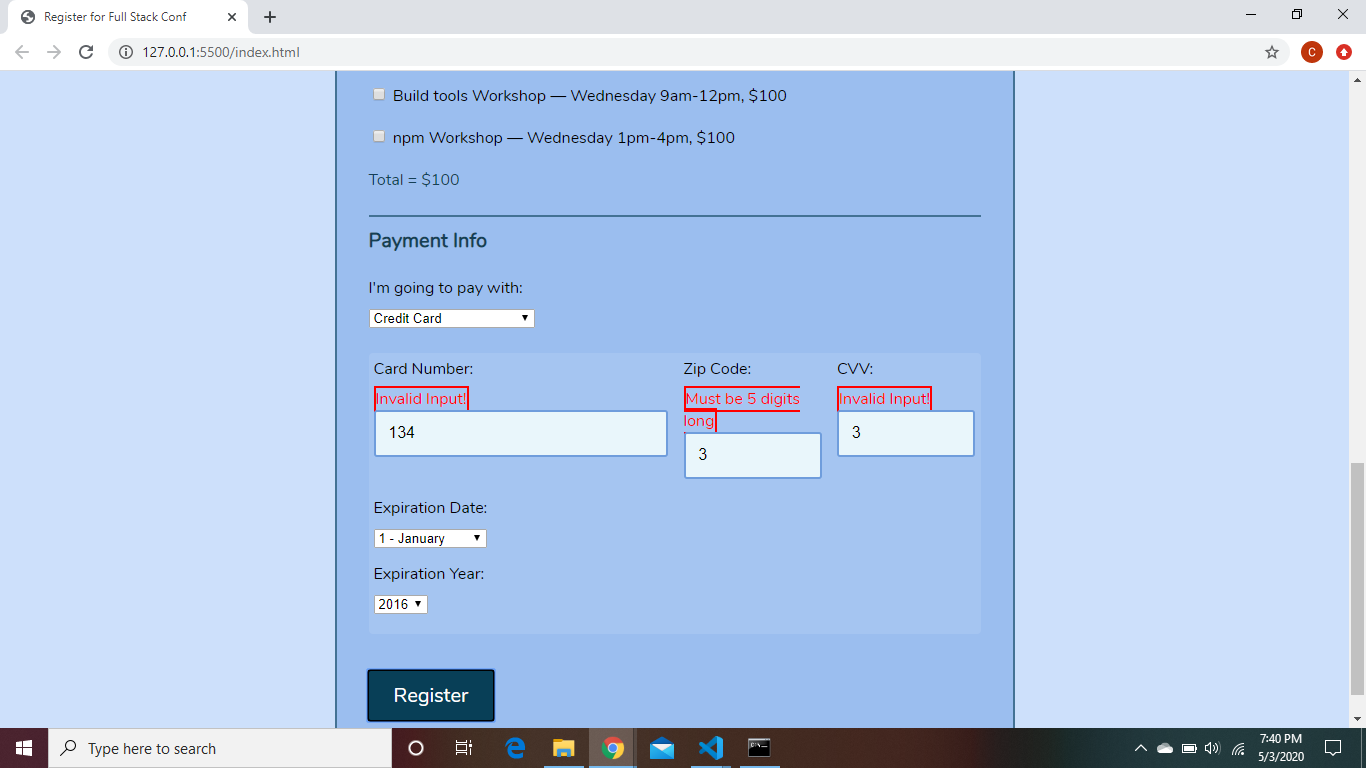 Register for Full Stack Conf
127.0.0.1:5500/index.html
C
Build tools Workshop — Wednesday 9am-12pm, $100
npm Workshop — Wednesday 1pm-4pm, $100
Total = $100
Payment Info
I'm going to pay with:
Credit Card
Card Number: Zip Code: CVV:
Invalid Input! Must be 5 digits Invalid Input!
long
134 3 3
Expiration Date:
1 - January
Expiration Year:
2016
Register
Type here to search
7:40 PM
5/3/2020